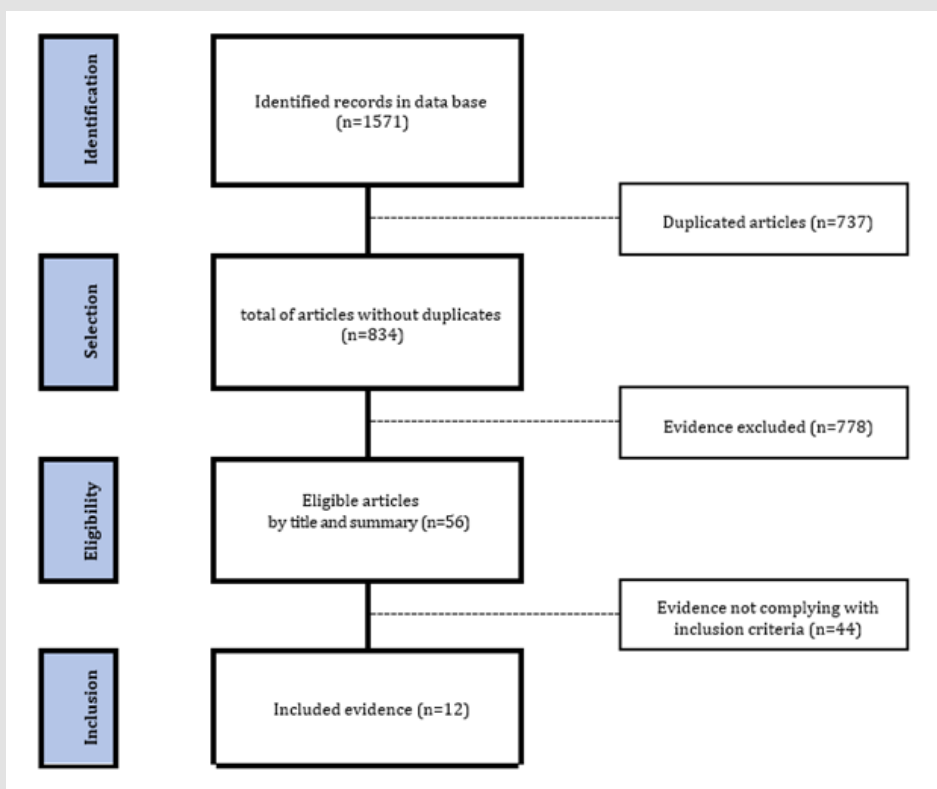 Identification
Identified records in data base
(n=1571)
Duplicated articles (n=737)
Selection
total of articles without duplicates
(n=834)
Evidence excluded (n=778)
Eligibility
Eligible articles
by title and summary (n=56)
Evidence not complying with
inclusion criteria (n=44)
Inclusion
Included evidence (n=12)